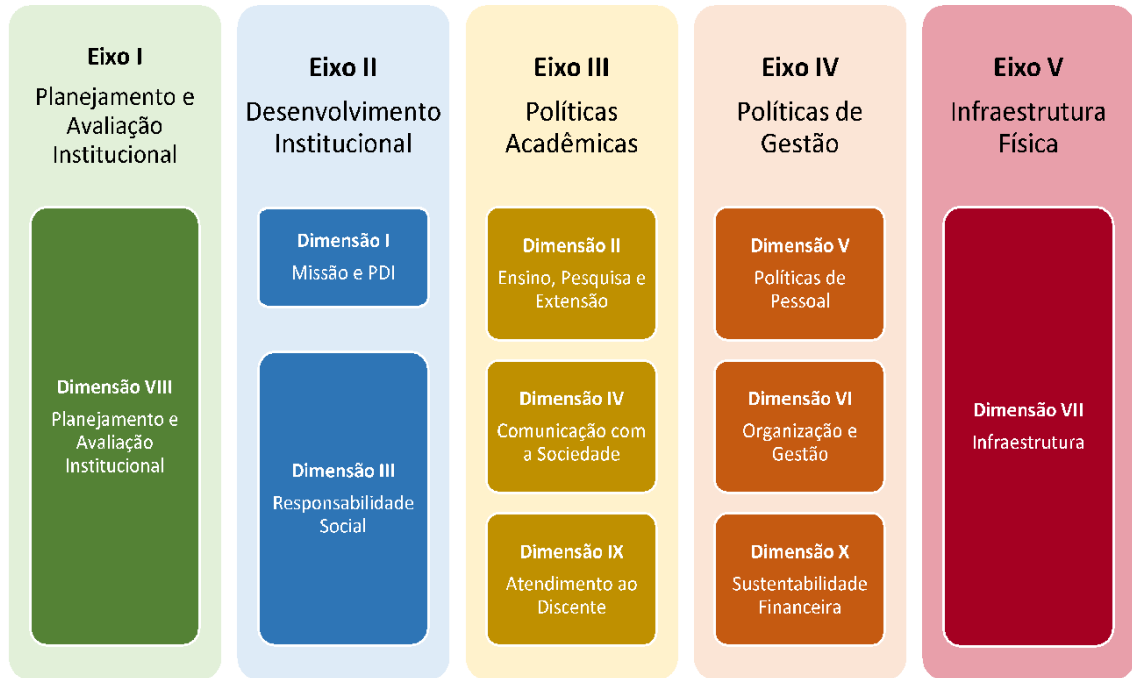 Eixo I
Planejamento e
Avaliação
Institucional
Dimensão VIII
Planejamento e
Avaliação
Institucional
Eixo II
Desenvolvimento
Institucional
Dimensão I
Missão e PDI
Dimensão III
Responsabilidade
Social
Eixo III
Políticas
Acadêmicas
Dimensão II
Ensino, Pesquisa e
Extensão
Dimensão IV
Comunicação com
a Sociedade
Dimensão IX
Atendimento ao
Discente
Eixo IV
Políticas de
Gestão
Dimensão V
Políticas de
Pessoal
Dimensão VI
Organização e
Gestão
Dimensão X
Sustentabilidade
Financeira
Eixo V
Infraestrutura
Física
Dimensão VII
Infraestrutura